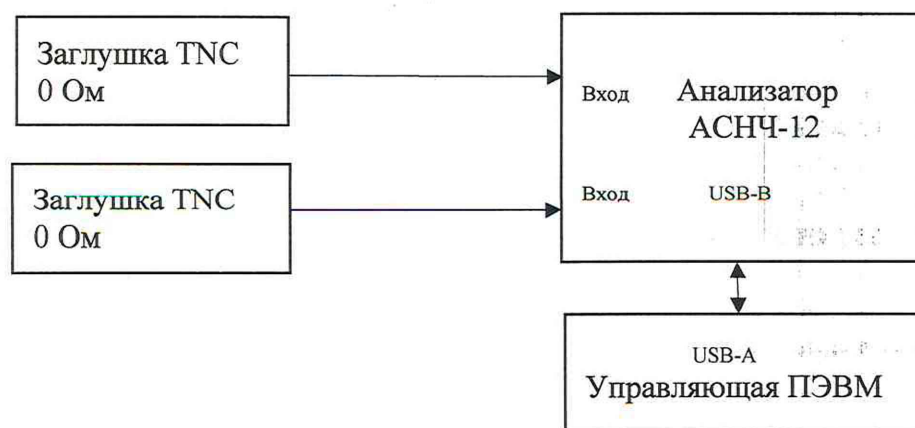 Заглушка TNC
0 Ом
Вход
Анализатор
АСНЧ-12
Заглушка TNC
0 Ом
Вход
USB-B
USB-A
Управляющая ПЭВМ